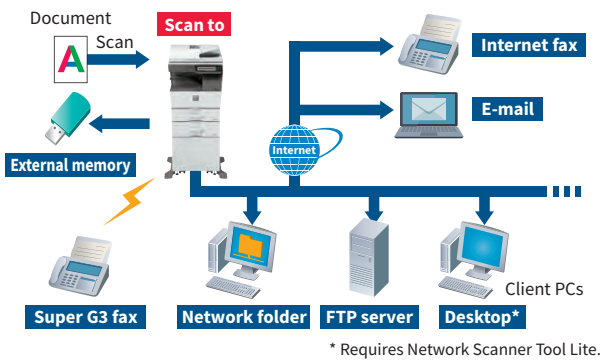 Document
Scan
Scan to
A
Internet fax
E-mail
Internet
External memory
Super G3 fax
Network folder
FTP server
Client PCs
Desktop*
* Requires Network Scanner Tool Lite.